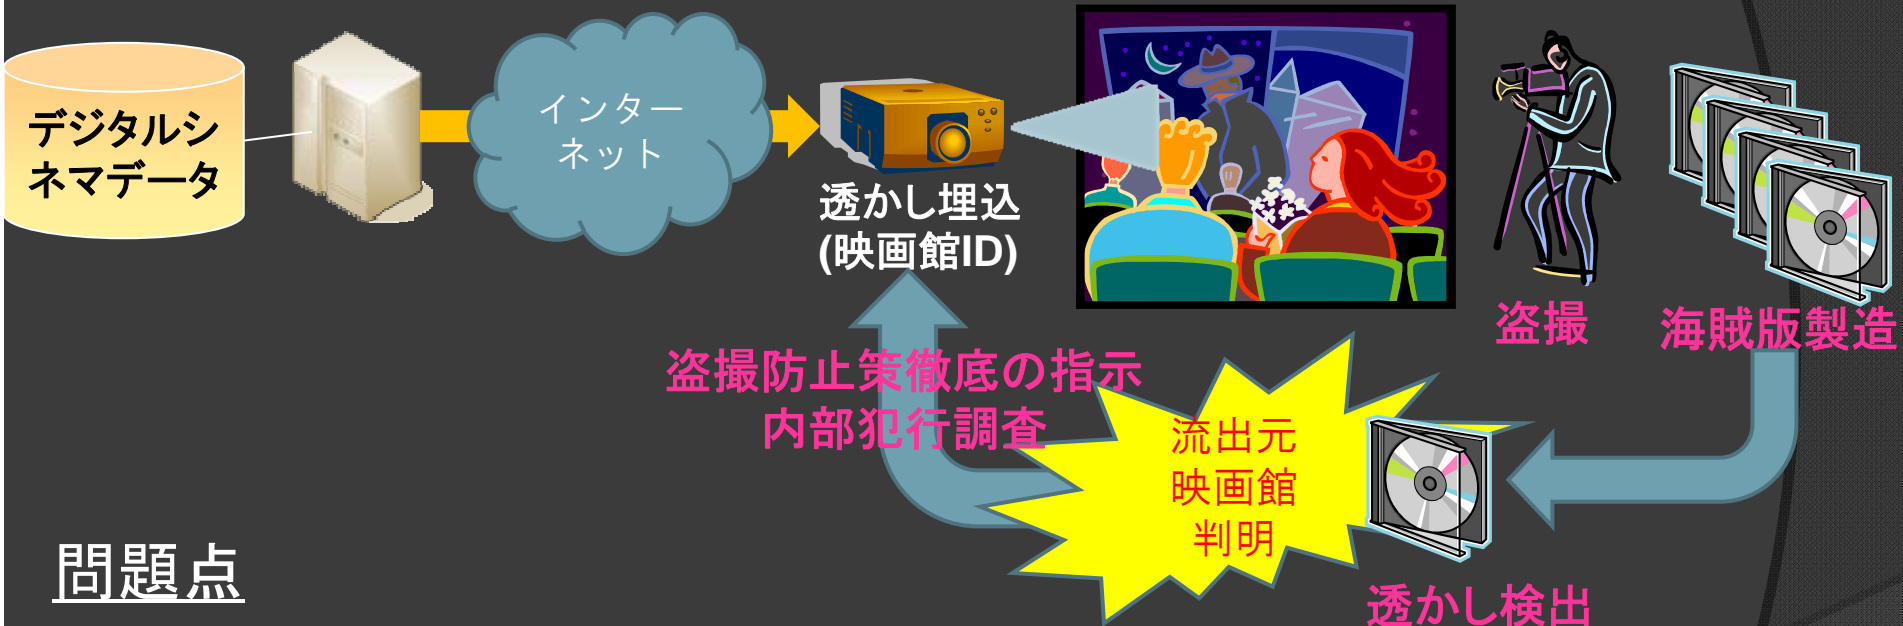 デジタルシ
ネマデータ
インター
ネット
透かし埋込
(映画館ID)
盗撮
海賊版製造
盗撮防止策徹底の指示
内部犯行調査
流出元
映画館
判明
透かし検出
問題点